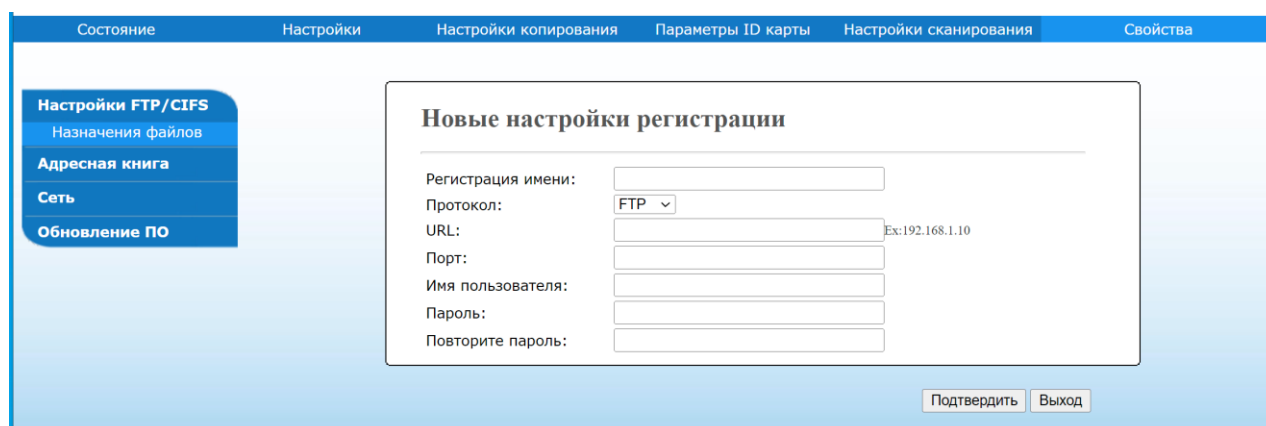 Состояние Настройки Настройки копирования Параметры ID карты Настройки сканирования Свойства
Настройки FTP/CIFS
Назначения файлов
Адресная книга
Сеть
Обновление ПО
Новые настройки регистрации
Регистрация имени:
Протокол: FTP
URL: Ex:192.168.1.10
Порт:
Имя пользователя:
Пароль:
Повторите пароль:
Подтвердить Выход